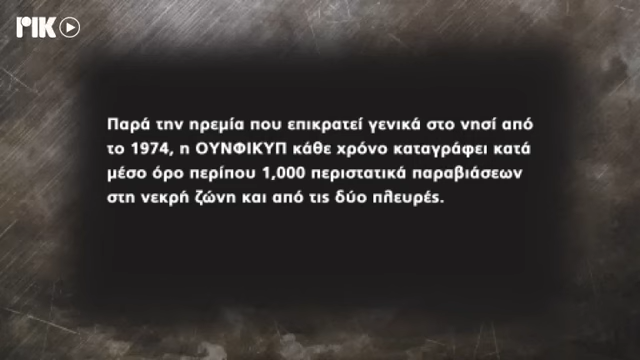 ΡΙΚ
Παρά την ηρεμία που επικρατεί γενικά στο νησί από
το 1974, η ΟΥΝΦΙΚΥΠ κάθε χρόνο καταγράφει κατά
μέσο όρο περίπου 1,000 περιστατικά παραβιάσεων
στη νεκρή ζώνη και από τις δύο πλευρές.